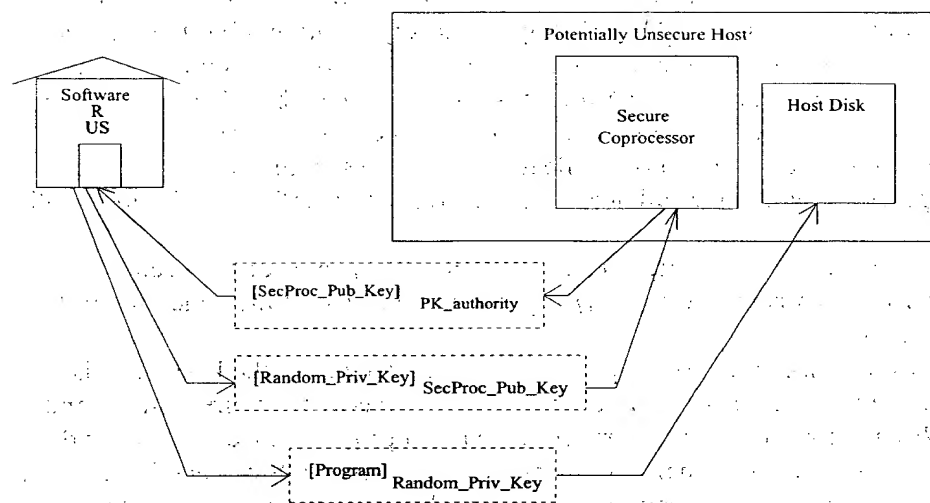 Potentially Unsecure Host
Software
R
US
Secure
Coprocessor
Host Disk
[SecProc_Pub_Key]
PK_authority
[Random_Priv_Key]
SecProc_Pub_Key
[Program]
Random_Priv_Key